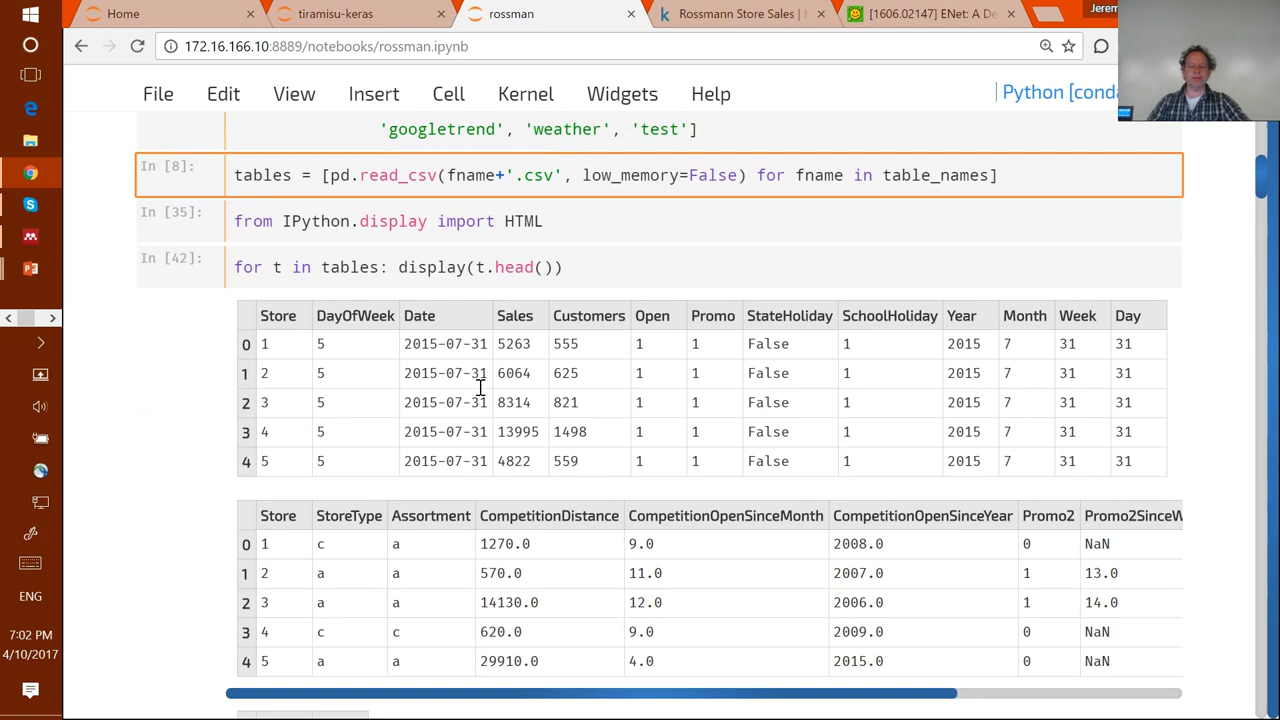 Home
tiramisu-keras
rossman
Rossmann Store Sales |
[1606.02147] ENet: A De
Jerem
172.16.166.10:8889/notebooks/rossman.ipynb
File Edit View Insert Cell Kernel Widgets Help
Python [conda
'googletrend', 'weather', 'test']
In [8]: tables = [pd.read_csv(fname+'.csv', low_memory=False) for fname in table_names]
In [35]: from IPython.display import HTML
In [42]: for t in tables: display(t.head())
Store DayOfWeek Date Sales Customers Open Promo StateHoliday SchoolHoliday Year Month Week Day
0 1 5 2015-07-31 5263 555 1 1 False 1 2015 7 31 31
1 2 5 2015-07-31 6064 625 1 1 False 1 2015 7 31 31
2 3 5 2015-07-31 8314 821 1 1 False 1 2015 7 31 31
3 4 5 2015-07-31 13995 1498 1 1 False 1 2015 7 31 31
4 5 5 2015-07-31 4822 559 1 1 False 1 2015 7 31 31
Store StoreType Assortment CompetitionDistance CompetitionOpenSinceMonth CompetitionOpenSinceYear Promo2 Promo2SinceW
0 1 c a 1270.0 9.0 2008.0 0 NaN
1 2 a a 570.0 11.0 2007.0 1 13.0
2 3 a a 14130.0 12.0 2006.0 1 14.0
3 4 c c 620.0 9.0 2009.0 0 NaN
4 5 a a 29910.0 4.0 2015.0 0 NaN
ENG
7:02 PM
4/10/2017